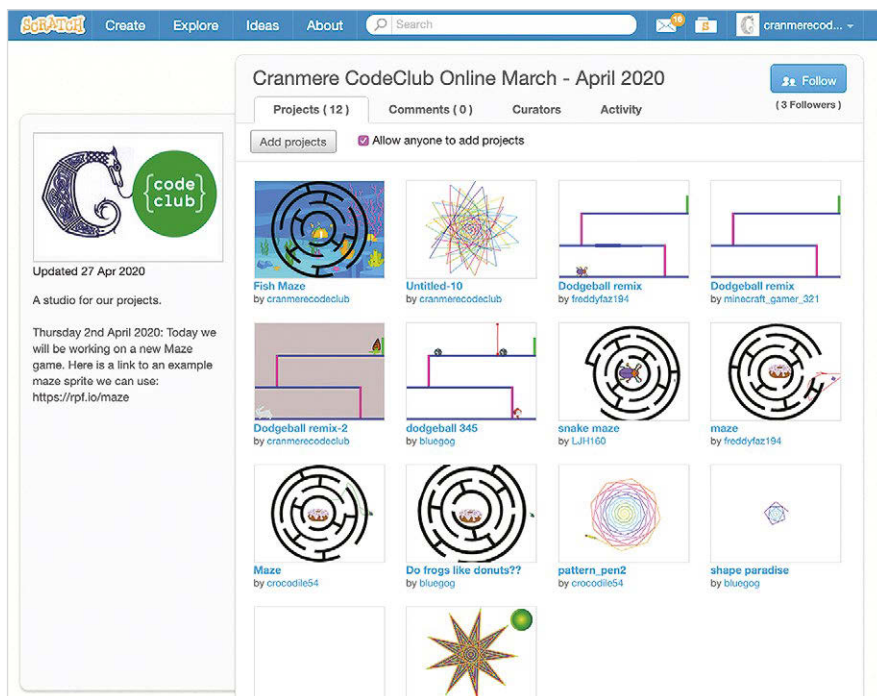 SCRATCH Create Explore Ideas About Search 16 S cranmerecod...
Cranmere CodeClub Online March - April 2020
Follow
Projects ( 12 ) Comments ( 0 ) Curators Activity
( 3 Followers )
Add projects Allow anyone to add projects
{code
club}
Updated 27 Apr 2020
A studio for our projects.
Thursday 2nd April 2020: Today we
will be working on a new Maze
game. Here is a link to an example
maze sprite we can use:
https://rpf.io/maze
Fish Maze
by cranmerecodeclub
Untitled-10
by cranmerecodeclub
Dodgeball remix
by freddyfaz194
Dodgeball remix
by minecraft_gamer_321
Dodgeball remix-2
by cranmerecodeclub
dodgeball 345
by bluegog
snake maze
by LJH160
maze
by freddyfaz194
Maze
by crocodile54
Do frogs like donuts??
by bluegog
pattern_pen2
by crocodile54
shape paradise
by bluegog